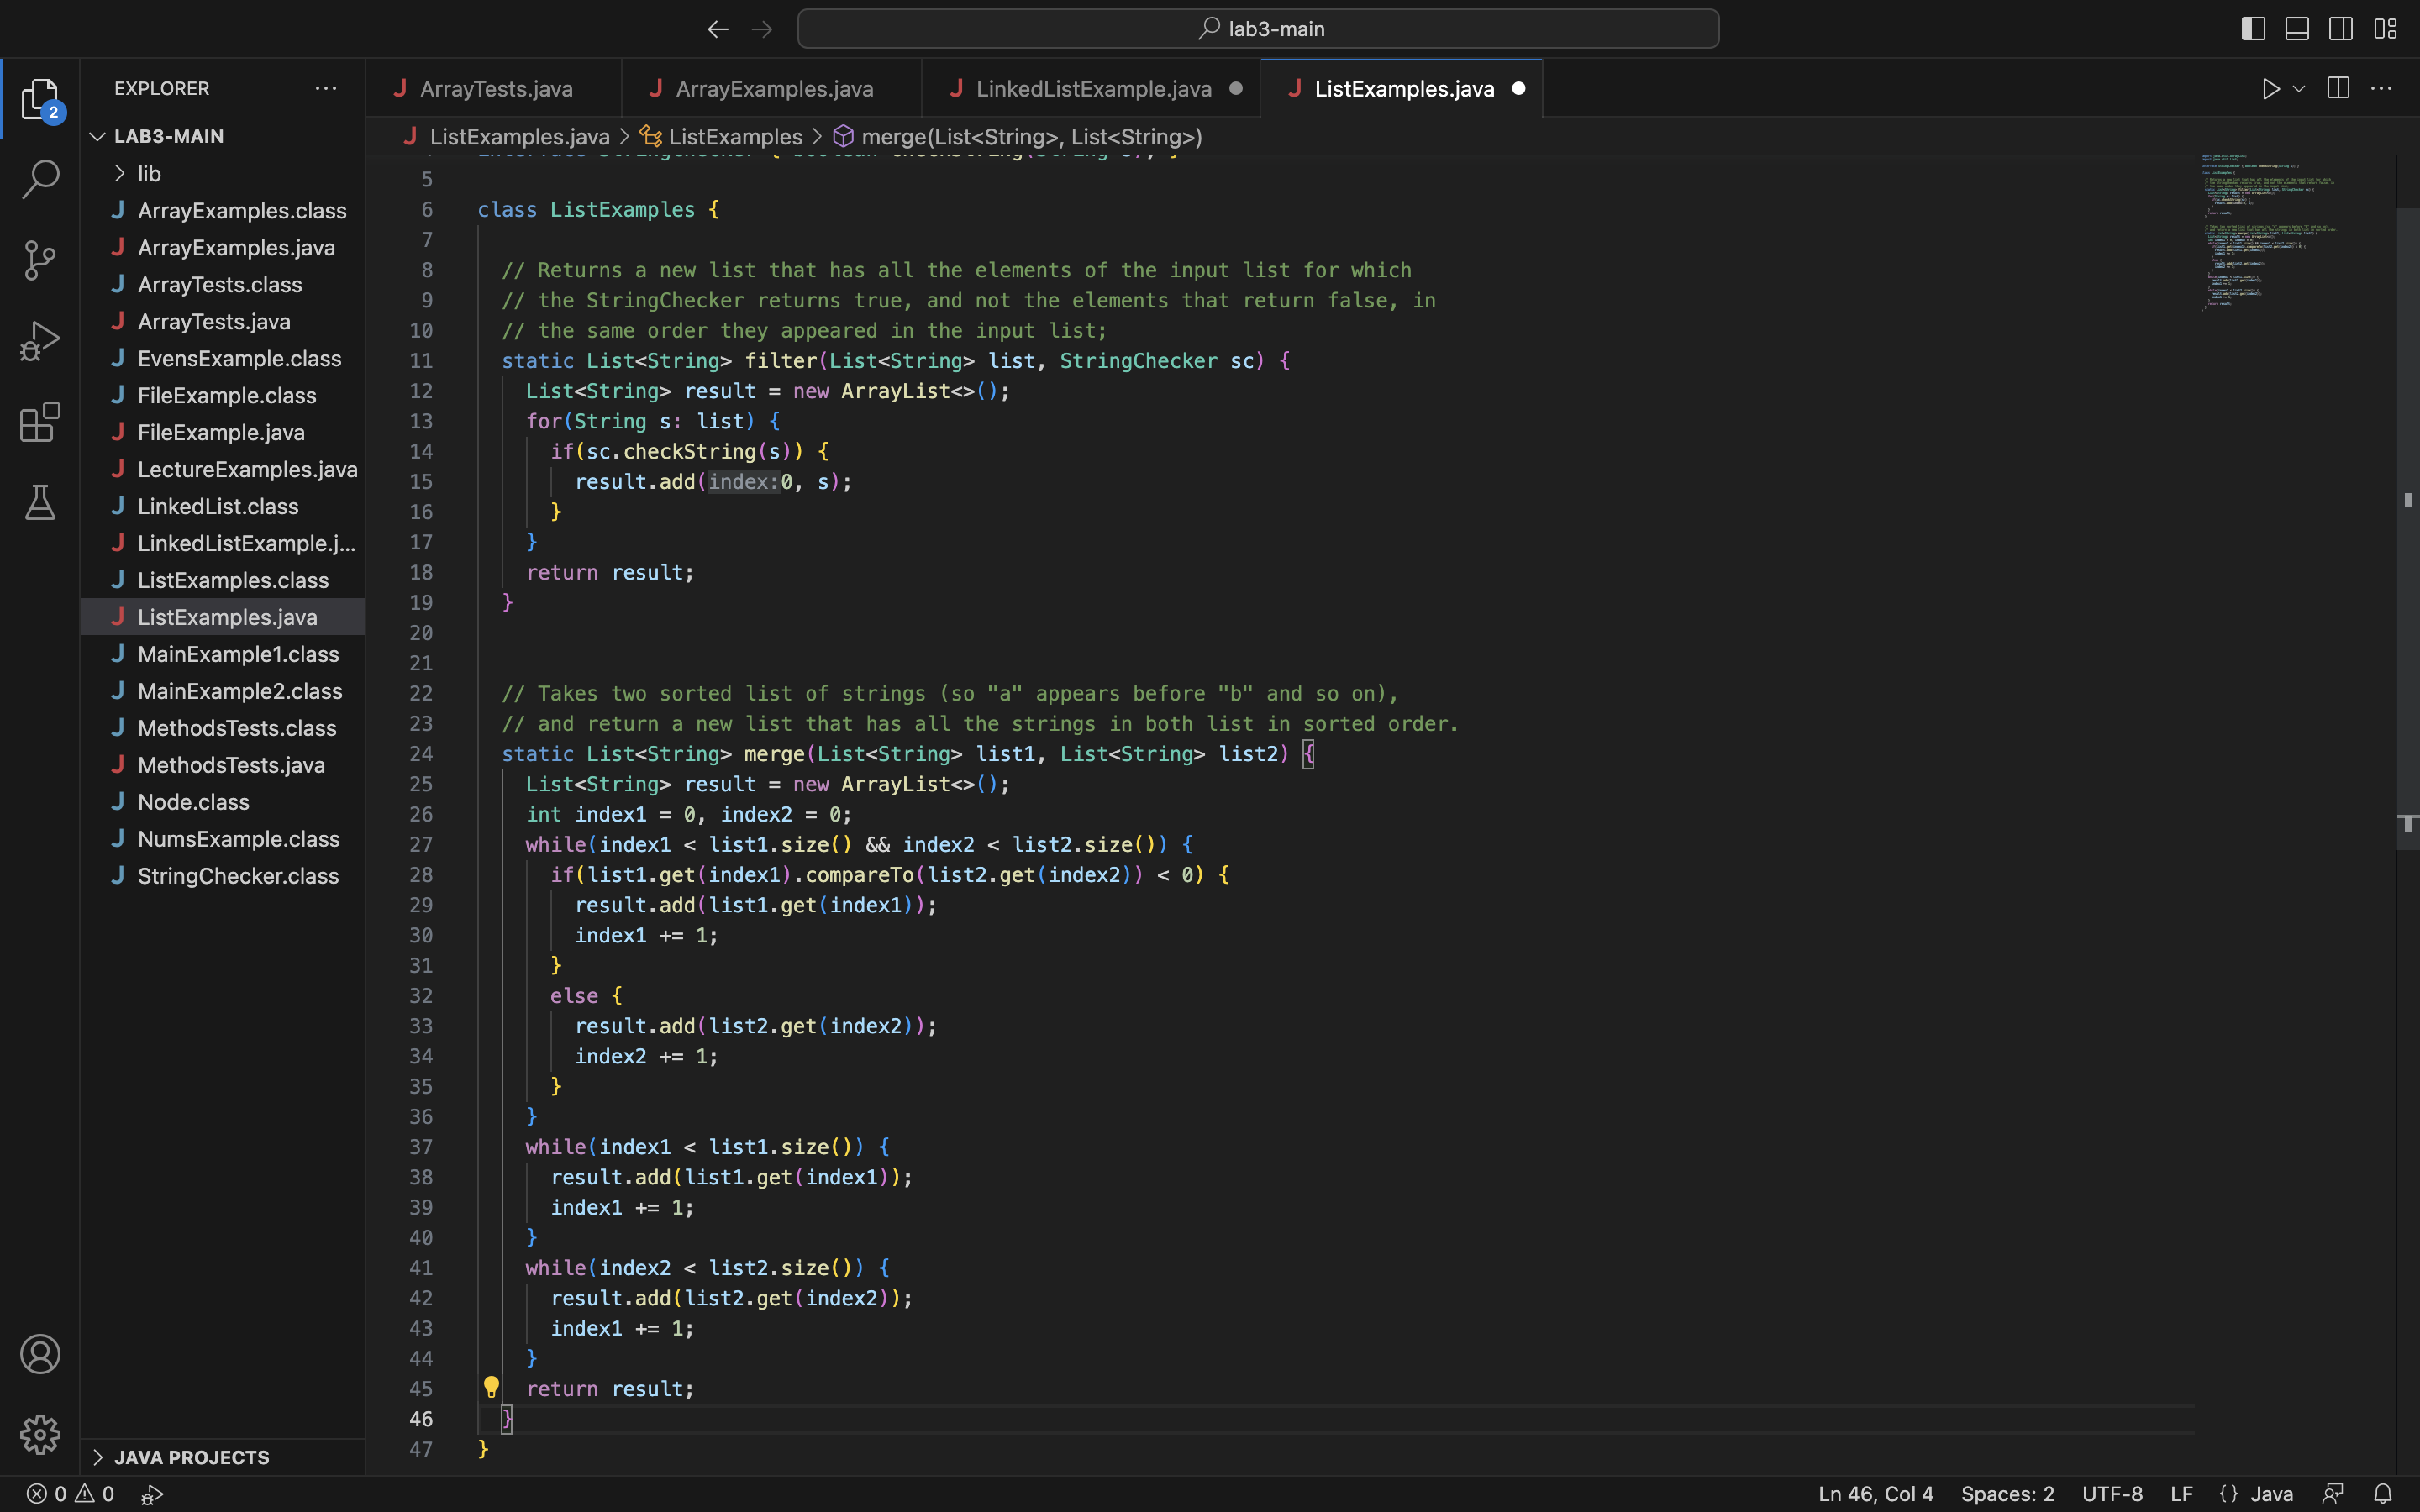 lab3-main
EXPLORER
ArrayTests.java
ArrayExamples.java
LinkedListExample.java
ListExamples.java
2
LAB3-MAIN
ListExamples.java > ListExamples > merge(List<String>, List<String>)
lib
ArrayExamples.class
ArrayExamples.java
ArrayTests.class
ArrayTests.java
EvensExample.class
FileExample.class
FileExample.java
LectureExamples.java
LinkedList.class
LinkedListExample.j...
ListExamples.class
ListExamples.java
MainExample1.class
MainExample2.class
MethodsTests.class
MethodsTests.java
Node.class
NumsExample.class
StringChecker.class
JAVA PROJECTS
5
6 class ListExamples {
7
8 // Returns a new list that has all the elements of the input list for which
9 // the StringChecker returns true, and not the elements that return false, in
10 // the same order they appeared in the input list;
11 static List<String> filter(List<String> list, StringChecker sc) {
12 List<String> result = new ArrayList<>();
13 for(String s: list) {
14 if(sc.checkString(s)) {
15 result.add(index:0, s);
16 }
17 }
18 return result;
19 }
20
21
22 // Takes two sorted list of strings (so "a" appears before "b" and so on),
23 // and return a new list that has all the strings in both list in sorted order.
24 static List<String> merge(List<String> list1, List<String> list2) {
25 List<String> result = new ArrayList<>();
26 int index1 = 0, index2 = 0;
27 while(index1 < list1.size() && index2 < list2.size()) {
28 if(list1.get(index1).compareTo(list2.get(index2)) < 0) {
29 result.add(list1.get(index1));
30 index1 += 1;
31 }
32 else {
33 result.add(list2.get(index2));
34 index2 += 1;
35 }
36 }
37 while(index1 < list1.size()) {
38 result.add(list1.get(index1));
39 index1 += 1;
40 }
41 while(index2 < list2.size()) {
42 result.add(list2.get(index2));
43 index1 += 1;
44 }
45 return result;
46 }
47 }
0 0
Ln 46, Col 4 Spaces: 2 UTF-8 LF {} Java